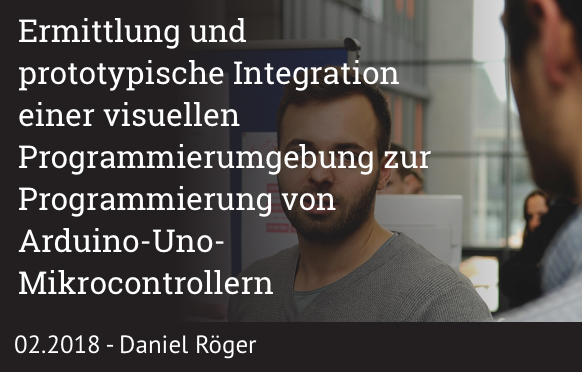 Ermittlung und
prototypische Integration
einer visuellen
Programmierumgebung zur
Programmierung von
Arduino-Uno-
Mikrocontrollern
02.2018 - Daniel Röger